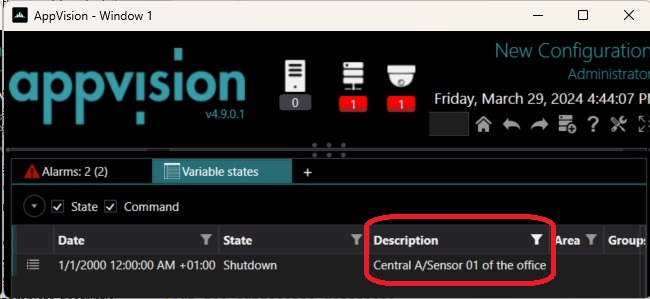 AppVision - Window 1
appvision
v4.9.0.1
0
1
1
New Configuration
Administrator
Friday, March 29, 2024 4:44:07 PM
Alarms: 2 (2)
Variable states
+
State
Command
Date
State
Description
Area
Groups
1/1/2000 12:00:00 AM +01:00
Shutdown
Central A/Sensor 01 of the office